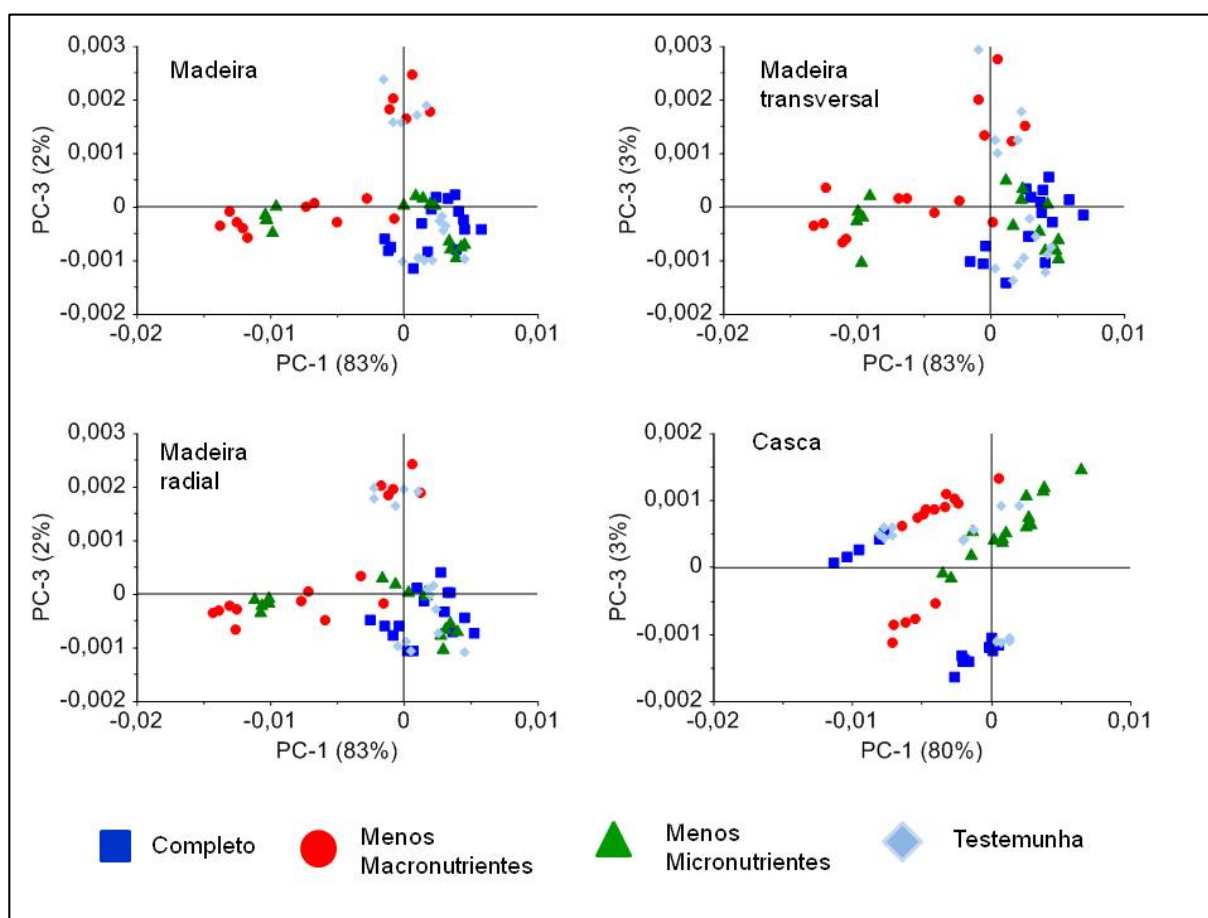 Madeira
0,003
0,002
0,001
0
-0,001
-0,002
PC-3 (2%)
-0,02
-0,01
0
0,01
PC-1 (83%)
Madeira
transversal
0,003
0,002
0,001
0
-0,001
-0,002
PC-3 (3%)
-0,02
-0,01
0
0,01
PC-1 (83%)
Madeira
radial
0,003
0,002
0,001
0
-0,001
-0,002
PC-3 (2%)
-0,02
-0,01
0
0,01
PC-1 (83%)
Casca
0,002
0,001
0
-0,001
-0,002
PC-3 (3%)
-0,02
-0,01
0
0,01
PC-1 (80%)
Completo
Menos
Macronutrientes
Menos
Micronutrientes
Testemunha